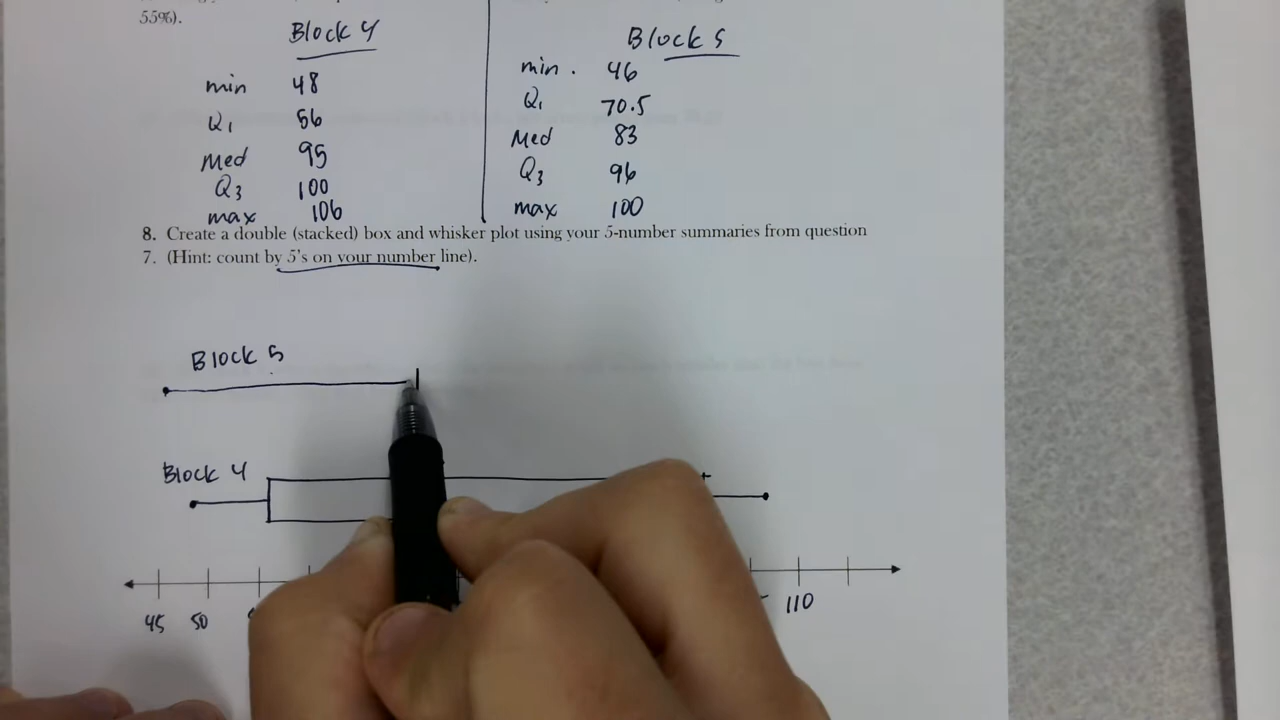 55%).
Block 4
min 48
Q1 56
Med 95
Q3 100
max 106
Block 5
min. 46
Q1 70.5
Med 83
Q3 96
max 100
8. Create a double (stacked) box and whisker plot using your 5-number summaries from question
7. (Hint: count by 5's on your number line).
Block 5
Block 4
45 50 110